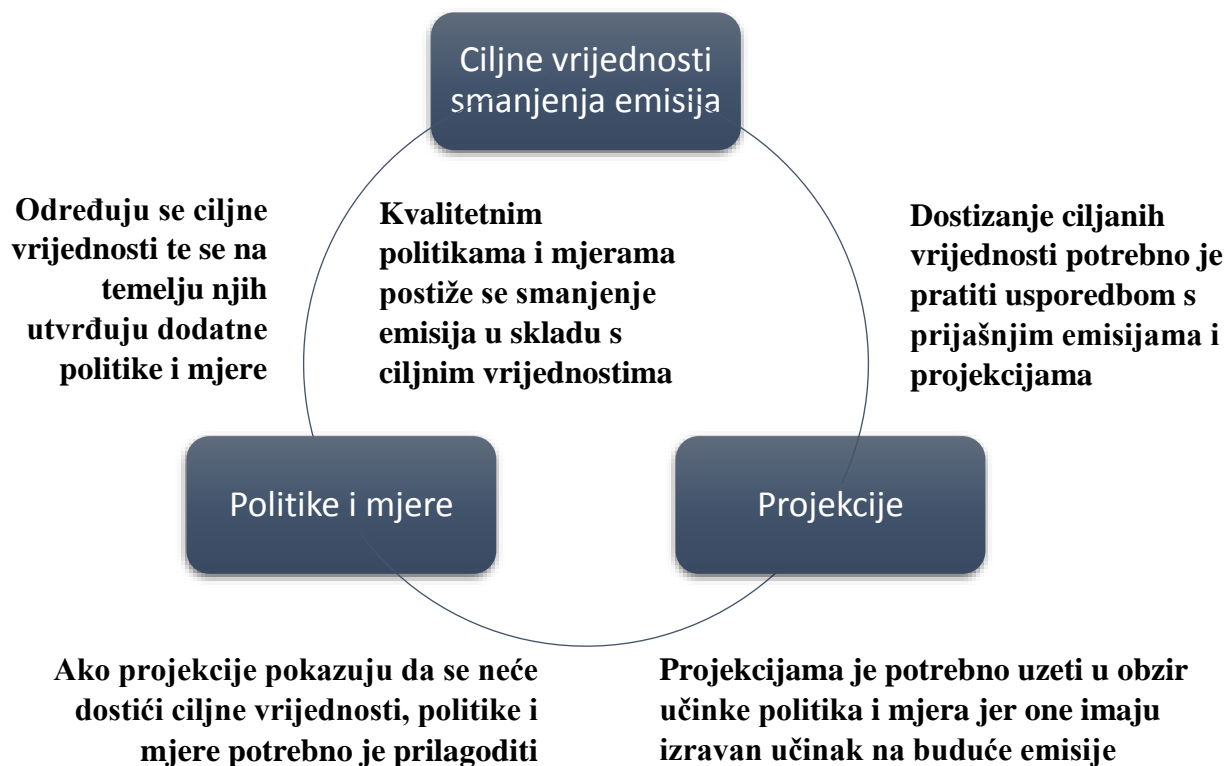 Ciljne vrijednosti
smanjenja emisija
Određuju se ciljne
vrijednosti te se na
temelju njih
utvrđuju dodatne
politike i mjere
Kvalitetnim
politikama i mjerama
postiže se smanjenje
emisija u skladu s
ciljnim vrijednostima
Dostizanje ciljanih
vrijednosti potrebno je
pratiti usporedbom s
prijašnjim emisijama i
projekcijama
Politike i mjere
Projekcije
Ako projekcije pokazuju da se neće
dostići ciljne vrijednosti, politike i
mjere potrebno je prilagoditi
Projekcijama je potrebno uzeti u obzir
učinke politika i mjera jer one imaju
izravan učinak na buduće emisije